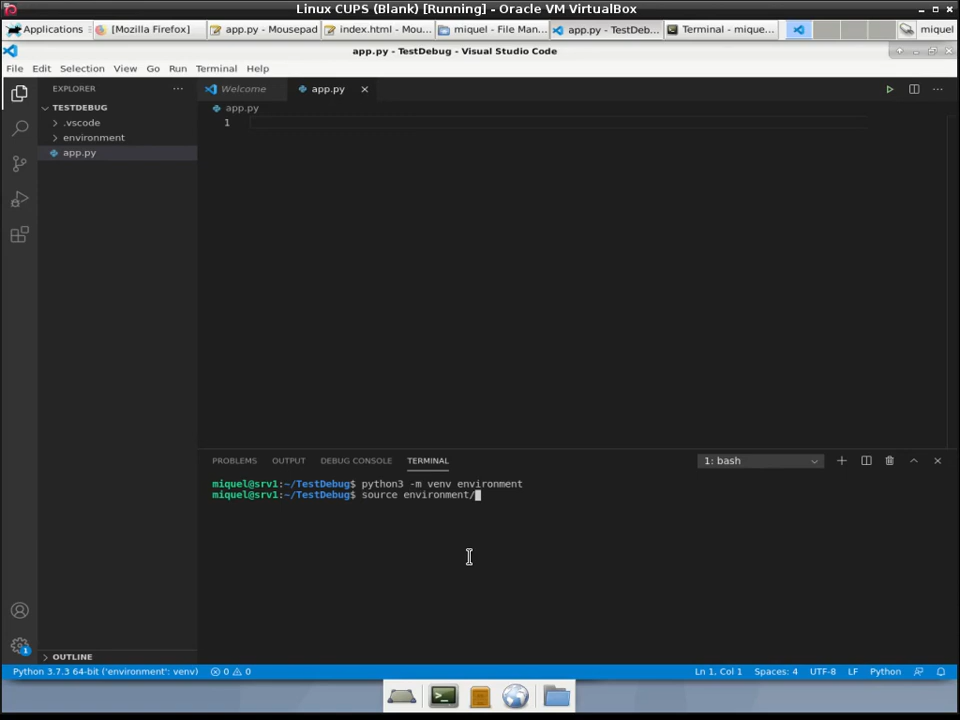 Linux CUPS (Blank) [Running] - Oracle VM VirtualBox
Applications
[Mozilla Firefox]
app.py - Mousepad
index.html - Mou...
miquel - File Man...
app.py - TestDeb...
Terminal - mique...
miquel
app.py - TestDebug - Visual Studio Code
File Edit Selection View Go Run Terminal Help
EXPLORER
Welcome
app.py
TESTDEBUG
app.py
.vscode
1
environment
app.py
PROBLEMS OUTPUT DEBUG CONSOLE TERMINAL
1: bash
miquel@srv1:~/TestDebug$ python3 -m venv environment
miquel@srv1:~/TestDebug$ source environment/
1
OUTLINE
Python 3.7.3 64-bit ('environment': venv)
0 0
Ln 1, Col 1
Spaces: 4
UTF-8
LF
Python